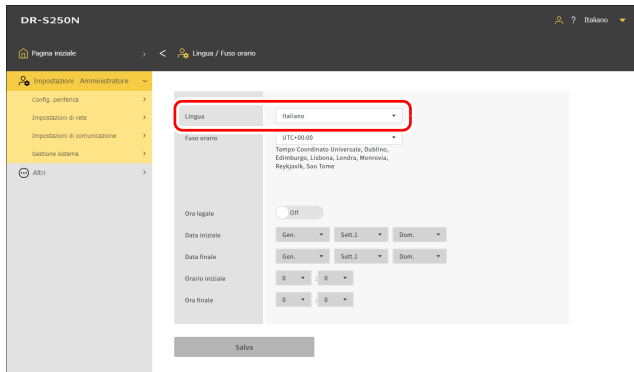 DR-S250N
? Italiano
Pagina iniziale
Lingua / Fuso orario
Impostazioni Amministratore
Config. periferica
Impostazioni di rete
Impostazioni di comunicazione
Gestione sistema
Altri
Lingua Italiano
Fuso orario UTC+00:00
Tempo Coordinato Universale, Dublino,
Edimburgo, Lisbona, Londra, Monrovia,
Reykjavik, Sao Tome
Ora legale Off
Data iniziale Gen. Sett.1 Dom.
Data finale Gen. Sett.1 Dom.
Orario iniziale 0 : 0
Ora finale 0 : 0
Salva